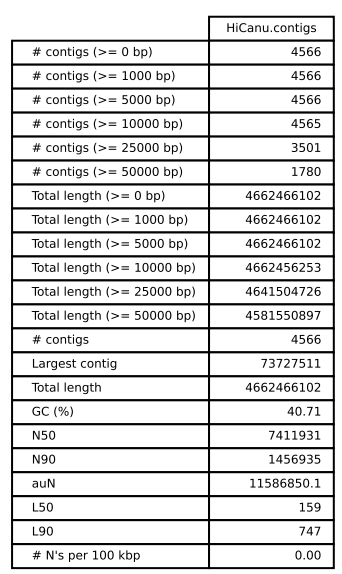 HiCanu.contigs
# contigs (>= 0 bp) 4566
# contigs (>= 1000 bp) 4566
# contigs (>= 5000 bp) 4566
# contigs (>= 10000 bp) 4565
# contigs (>= 25000 bp) 3501
# contigs (>= 50000 bp) 1780
Total length (>= 0 bp) 4662466102
Total length (>= 1000 bp) 4662466102
Total length (>= 5000 bp) 4662466102
Total length (>= 10000 bp) 4662456253
Total length (>= 25000 bp) 4641504726
Total length (>= 50000 bp) 4581550897
# contigs 4566
Largest contig 73727511
Total length 4662466102
GC (%) 40.71
N50 7411931
N90 1456935
auN 11586850.1
L50 159
L90 747
# N's per 100 kbp 0.00